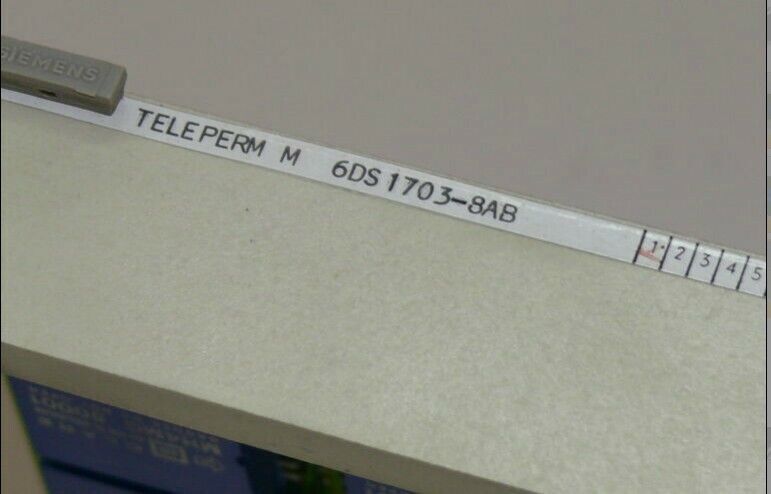 SIEMENS
TELEPERM M 6DS1703-8AB
1 2 3 4 5